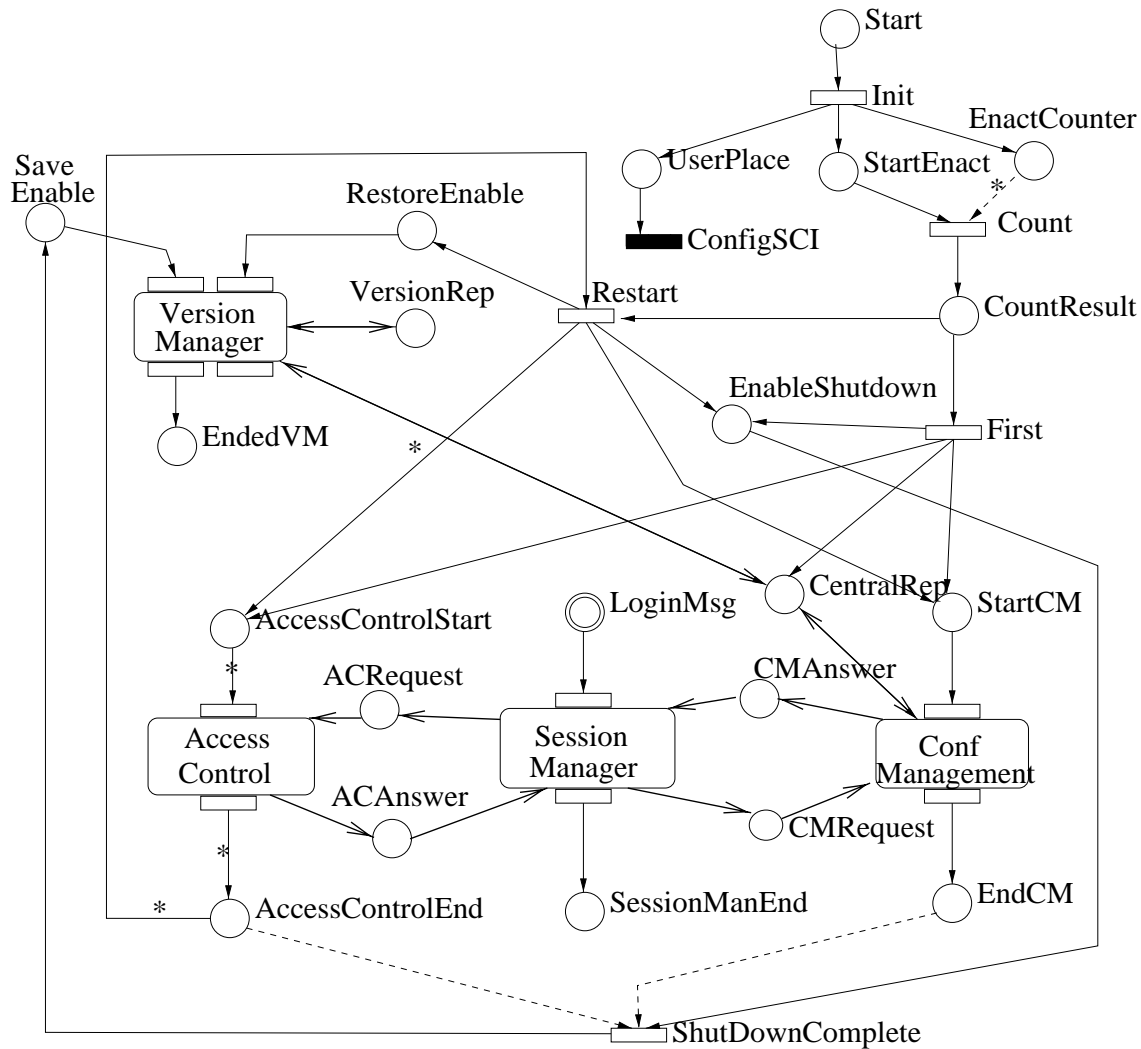 Start
Init
EnactCounter
UserPlace
StartEnact
*
Save
Enable
RestoreEnable
ConfigSCI
Count
VersionRep
Restart
CountResult
Version
Manager
EnableShutdown
EndedVM
First
*
CentralRep
LoginMsg
StartCM
AccessControlStart
*
ACRequest
CMAnswer
Access
Control
Session
Manager
Conf
Management
ACAnswer
CMRequest
*
*
AccessControlEnd
SessionManEnd
EndCM
ShutDownComplete